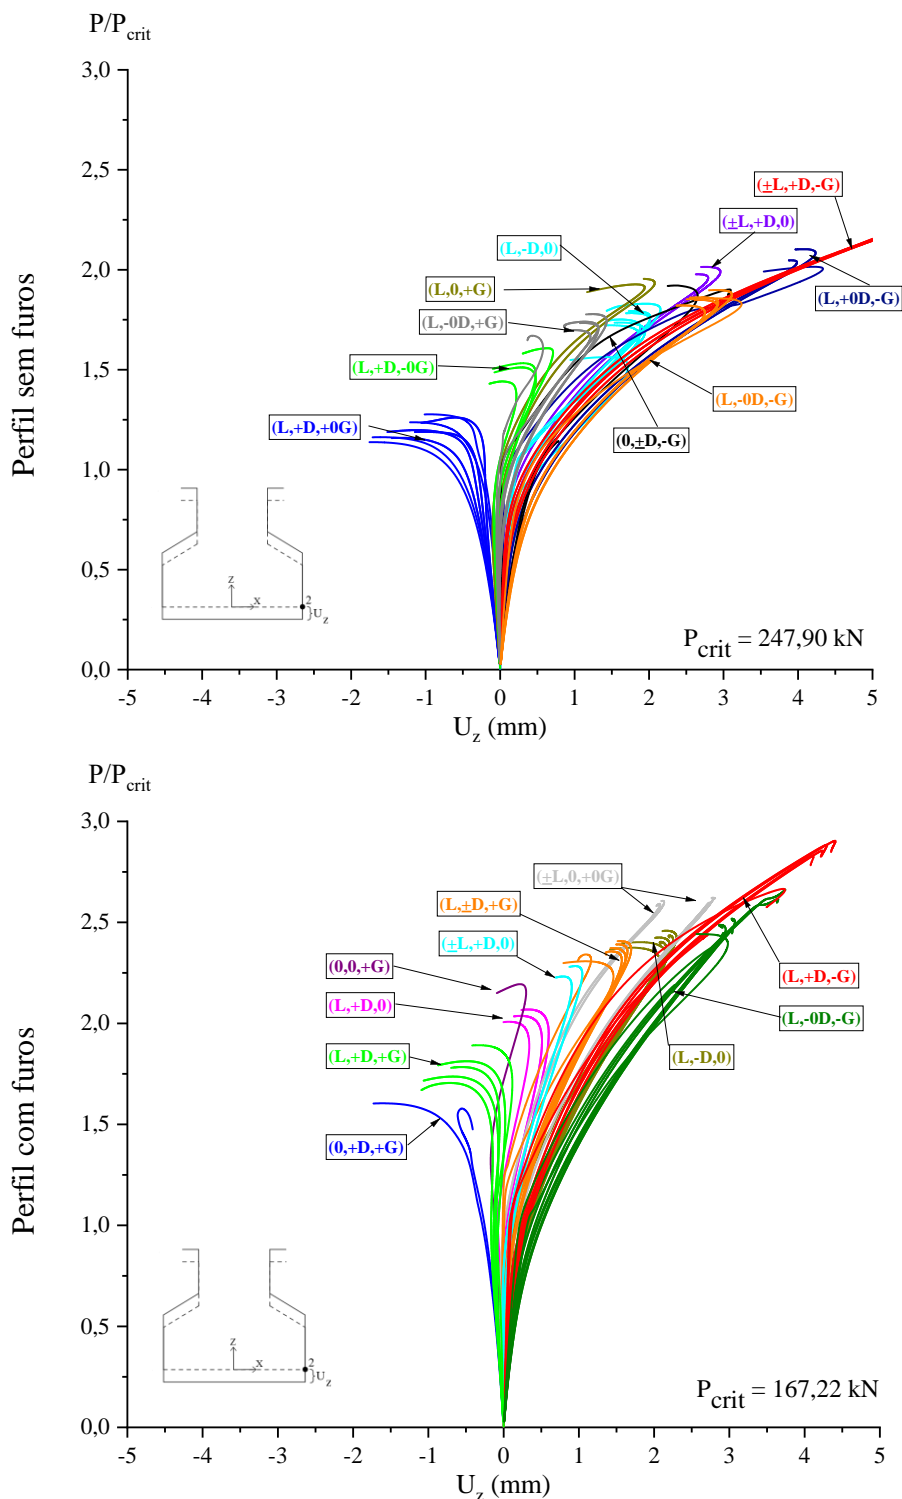 P/Pcrit
3,0
2,5
(±L,+D,-G)
(±L,+D,0)
(L,-D,0)
2,0
(L,0,+G)
(L,+0D,-G)
(L,-0D,+G)
Perfil sem furos
1,5
(L,+D,-0G)
(L,-0D,-G)
(L,+D,+0G)
(0,±D,-G)
1,0
0,5
z
x
2
Uz
Pcrit = 247,90 kN
0,0
-5 -4 -3 -2 -1 0 1 2 3 4 5
Uz (mm)
P/Pcrit
3,0
(±L,0,+0G)
2,5
(L,±D,+G)
(±L,+D,0)
(0,0,+G)
(L,+D,-G)
2,0
(L,+D,0)
(L,-0D,-G)
(L,+D,+G)
(L,-D,0)
Perfil com furos
1,5
(0,+D,+G)
1,0
0,5
z
x
2
Uz
Pcrit = 167,22 kN
0,0
-5 -4 -3 -2 -1 0 1 2 3 4 5
Uz (mm)